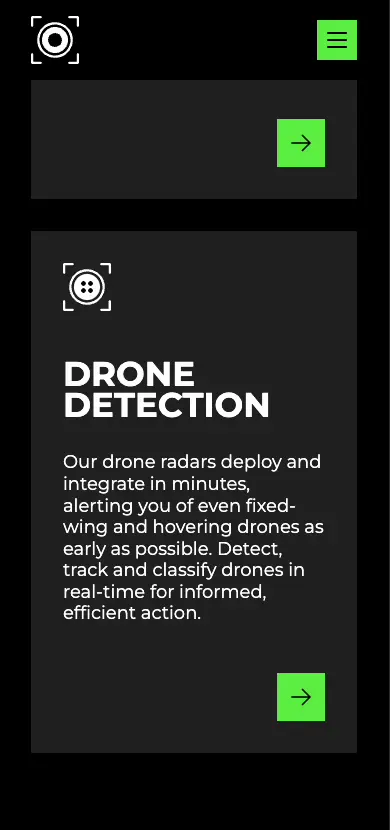 DRONE
DETECTION
Our drone radars deploy and
integrate in minutes,
alerting you of even fixed-
wing and hovering drones as
early as possible. Detect,
track and classify drones in
real-time for informed,
efficient action.